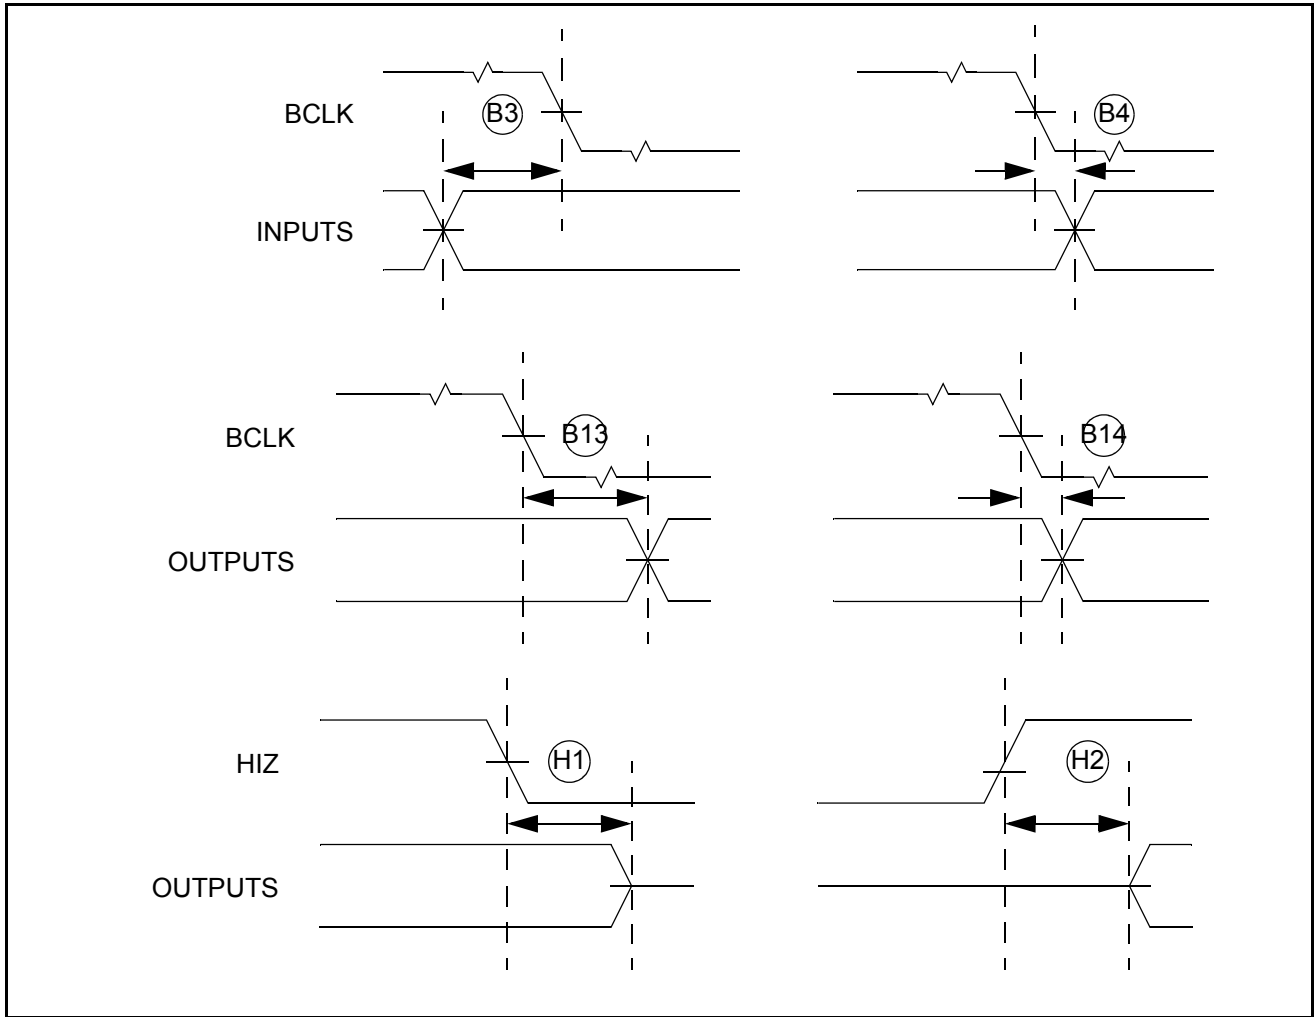 BCLK
B3
B4
INPUTS
BCLK
B13
B14
OUTPUTS
HIZ
H1
H2
OUTPUTS